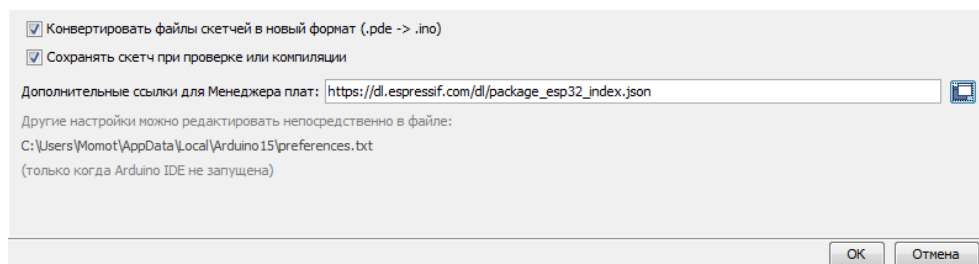 Конвертировать файлы скетчей в новый формат (.pde -> .ino)
Сохранять скетч при проверке или компиляции
Дополнительные ссылки для Менеджера плат: https://dl.espressif.com/dl/package_esp32_index.json
Другие настройки можно редактировать непосредственно в файле:
C:\Users\Momot\AppData\Local\Arduino15\preferences.txt
(только когда Arduino IDE не запущена)
OK Отмена